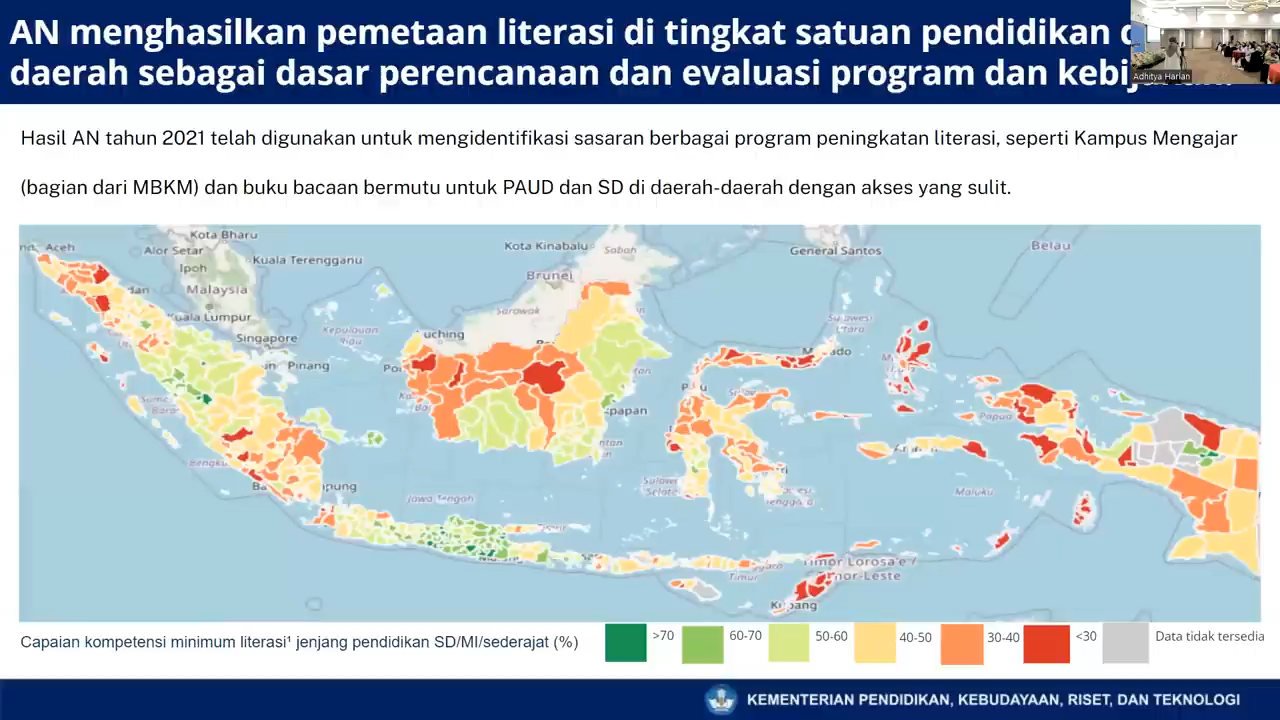 AN menghasilkan pemetaan literasi di tingkat satuan pendidikan
daerah sebagai dasar perencanaan dan evaluasi program dan
Adhitya Harian
Hasil AN tahun 2021 telah digunakan untuk mengidentifikasi sasaran berbagai program peningkatan literasi, seperti Kampus Mengajar
(bagian dari MBKM) dan buku bacaan bermutu untuk PAUD dan SD di daerah-daerah dengan akses yang sulit.
Kota Bharu
Aceh
Alor Setar
Kuala Terengganu
Ipoh
Malaysia
Kuala Lumpur
Singapore
Pinang
Kepulauan
Kota Kinabalu
Sabah
Brunei
Sarawak
General Santos
Belau
Papua
Maluku
Jawa Tengah
Timor Lorosa'e /
Timor-Leste
Timur
Capaian kompetensi minimum literasi¹ jenjang pendidikan SD/MI/sederajat (%)
>70
60-70
50-60
40-50
30-40
<30
Data tidak tersedia
KEMENTERIAN PENDIDIKAN, KEBUDAYAAN, RISET, DAN TEKNOLOGI